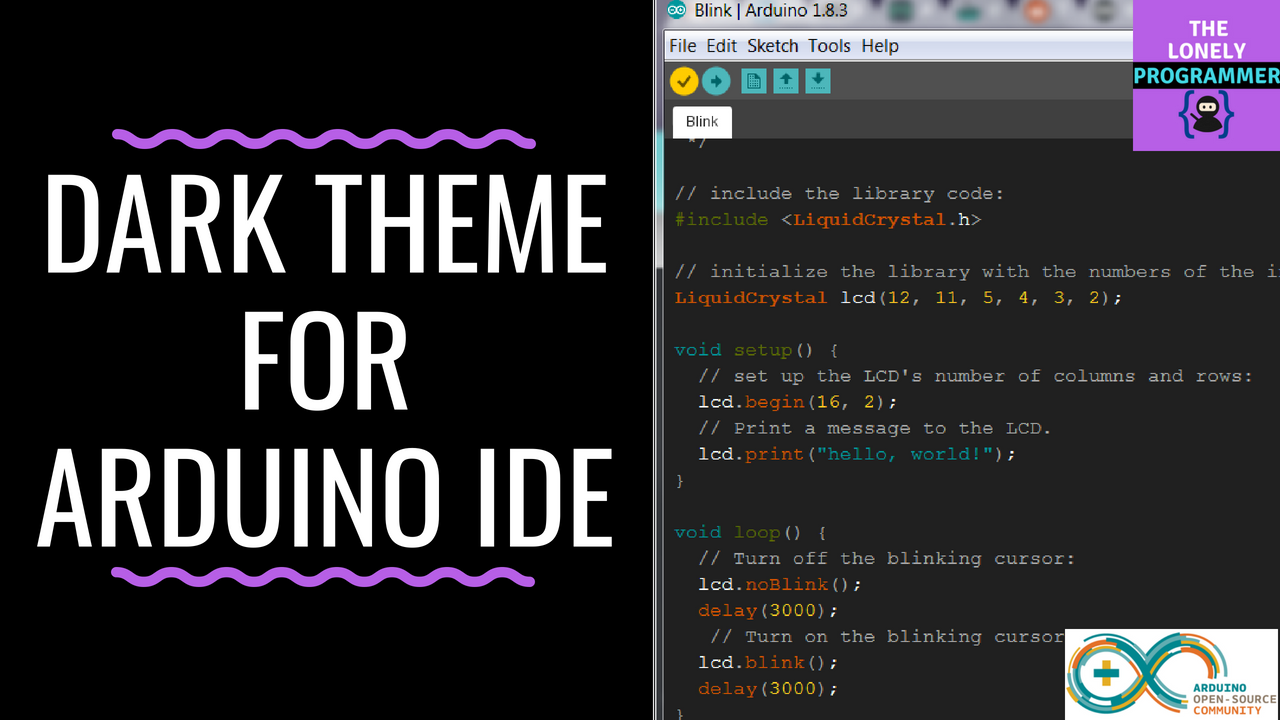 DARK THEME
FOR
ARDUINO IDE
Blink | Arduino 1.8.3
File Edit Sketch Tools Help
Blink
*/
// include the library code:
#include <LiquidCrystal.h>
// initialize the library with the numbers of the
LiquidCrystal lcd(12, 11, 5, 4, 3, 2);
void setup() {
// set up the LCD's number of columns and rows:
lcd.begin(16, 2);
// Print a message to the LCD.
lcd.print("hello, world!");
}
void loop() {
// Turn off the blinking cursor:
lcd.noBlink();
delay(3000);
// Turn on the blinking cursor
lcd.blink();
delay(3000);
}
THE
LONELY
PROGRAMMER
{ }
ARDUINO
OPEN-SOURCE
COMMUNITY